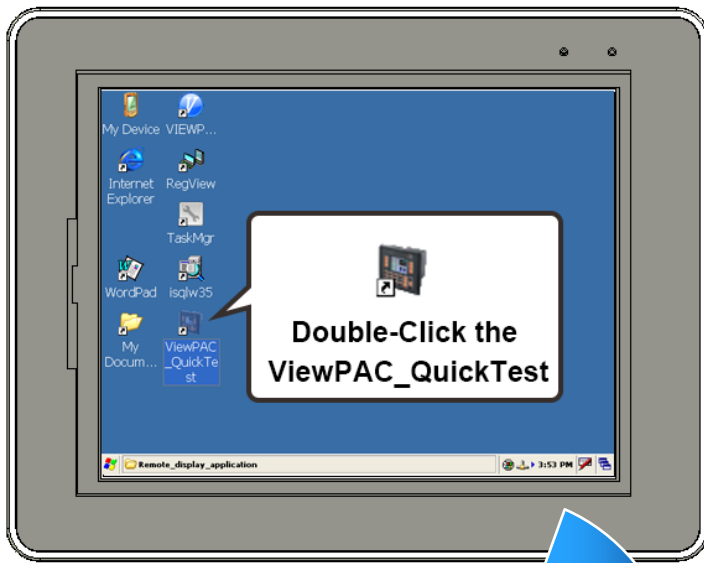 My Device
VIEWP...
Internet
Explorer
RegView
TaskMgr
WordPad
isqlw35
My
Docum...
ViewPAC
_QuickTe
st
Double-Click the
ViewPAC_QuickTest
Remote_display_application
3:53 PM